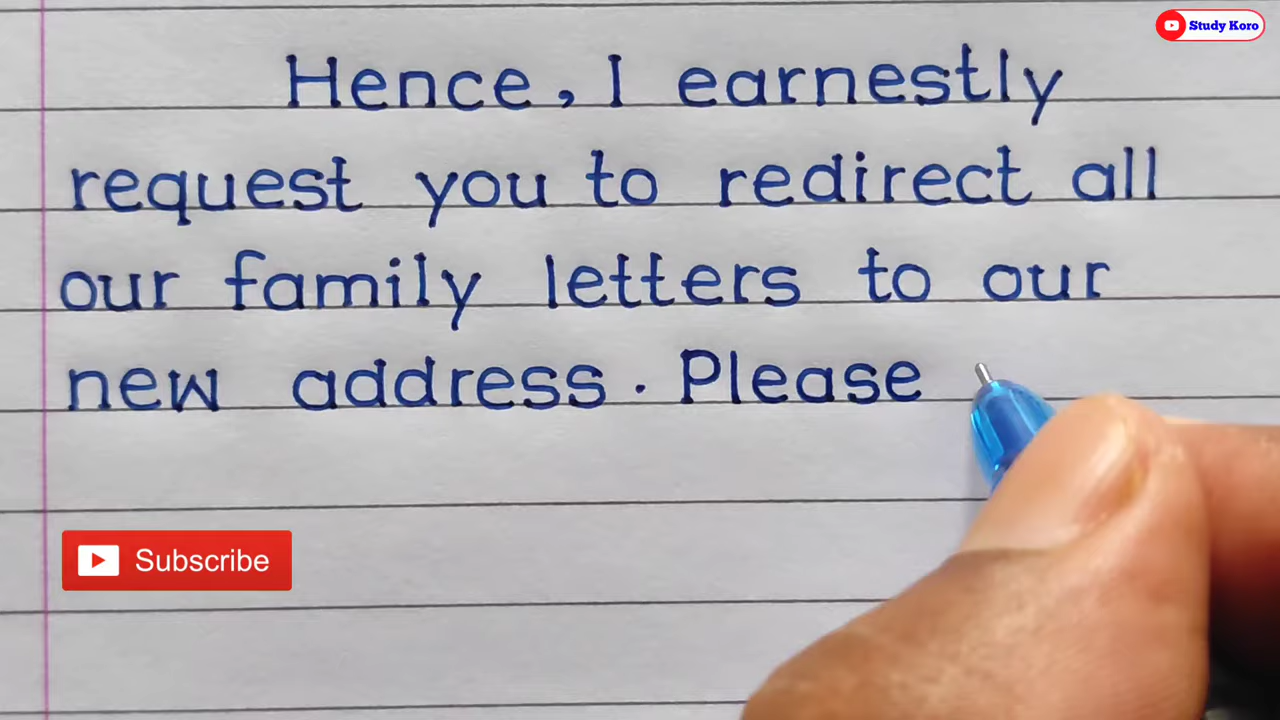 Study Koro
Hence, I earnestly
request you to redirect all
our family letters to our
new address. Please
Subscribe